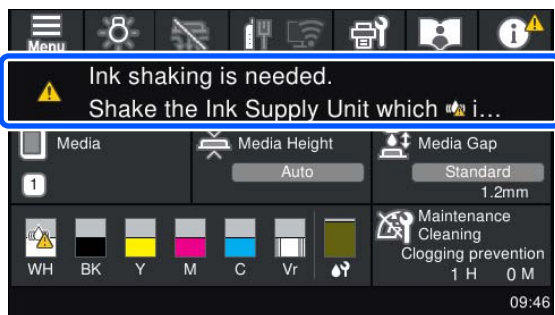 Menu
Ink shaking is needed.
Shake the Ink Supply Unit which i...
Media
Media Height
Media Gap
1
Auto
Standard
1.2mm
Maintenance
Cleaning
Clogging prevention
1 H 0 M
WH BK Y M C Vr
09:46